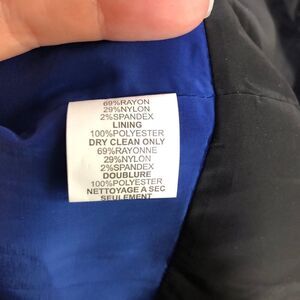 69%RAYON
29%NYLON
2%SPANDEX
LINING
100%POLYESTER
DRY CLEAN ONLY
69%RAYONNE
29%NYLON
2%SPANDEX
DOUBLURE
100%POLYESTER
NETTOYAGE A SEC
SEULEMENT